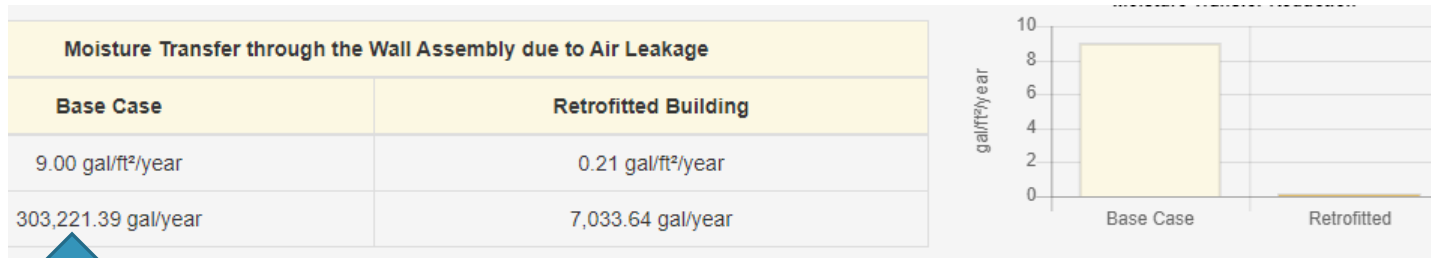 Moisture Transfer through the Wall Assembly due to Air Leakage
Base Case Retrofitted Building
9.00 gal/ft²/year 0.21 gal/ft²/year
303,221.39 gal/year 7,033.64 gal/year
10
8
6
4
2
0
gal/ft²/year
Base Case Retrofitted